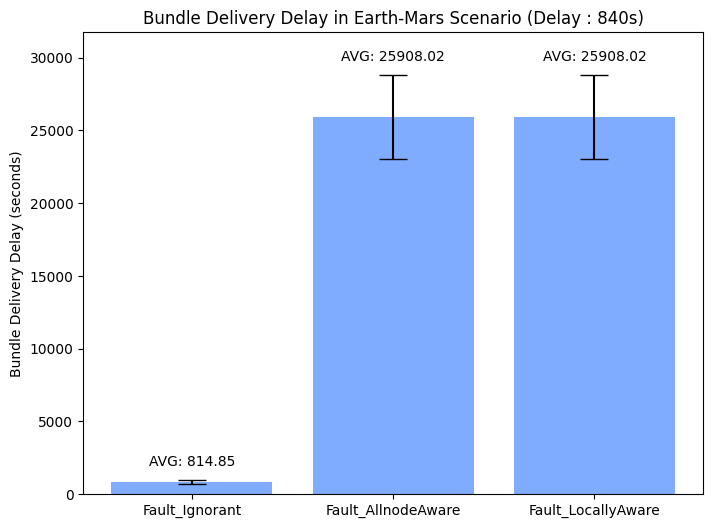 Bundle Delivery Delay in Earth-Mars Scenario (Delay : 840s)
Bundle Delivery Delay (seconds)
30000
25000
20000
15000
10000
5000
0
AVG: 814.85
AVG: 25908.02
AVG: 25908.02
Fault_Ignorant
Fault_AllnodeAware
Fault_LocallyAware